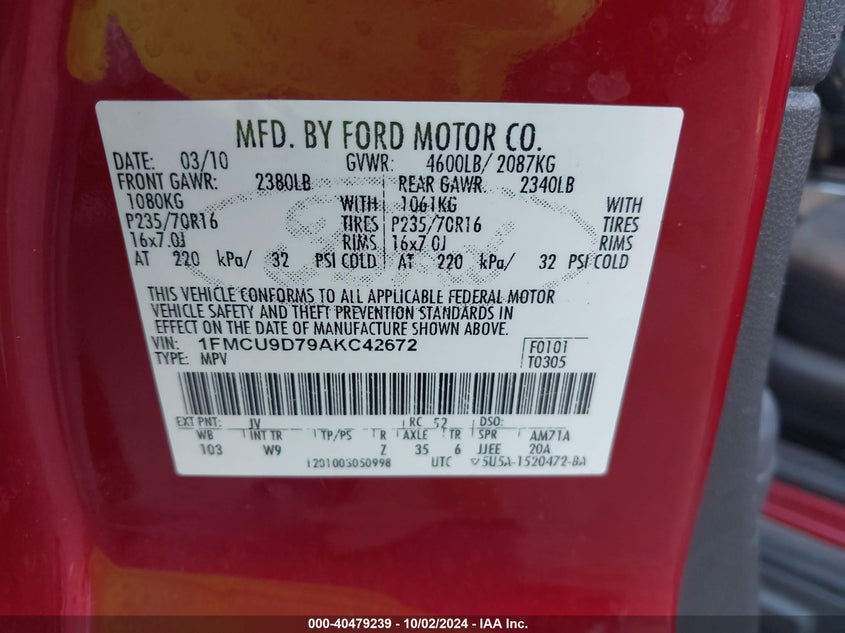 MFD. BY FORD MOTOR CO.
DATE: 03/10 GVWR: 4600LB/ 2087KG
FRONT GAWR: 2380LB REAR GAWR: 2340LB
1080KG WITH 1061KG WITH
P235/70R16 TIRES P235/70R16 TIRES
16x7.0J RIMS 16x7.0J RIMS
AT 220 kPa/ 32 PSI COLD AT 220 kPa/ 32 PSI COLD
THIS VEHICLE CONFORMS TO ALL APPLICABLE FEDERAL MOTOR
VEHICLE SAFETY AND THEFT PREVENTION STANDARDS IN
EFFECT ON THE DATE OF MANUFACTURE SHOWN ABOVE.
VIN: 1FMCU9D79AKC42672 F0101
TYPE: MPV T0305
EXT PNT: JV RC: 52 DSO:
WB INT TR TP/PS R AXLE TR SPR AM71A
103 W9 Z 35 6 JJEE 20A
UTC 5U5A-1520472-BA
000-40479239 - 10/02/2024 - IAA Inc.